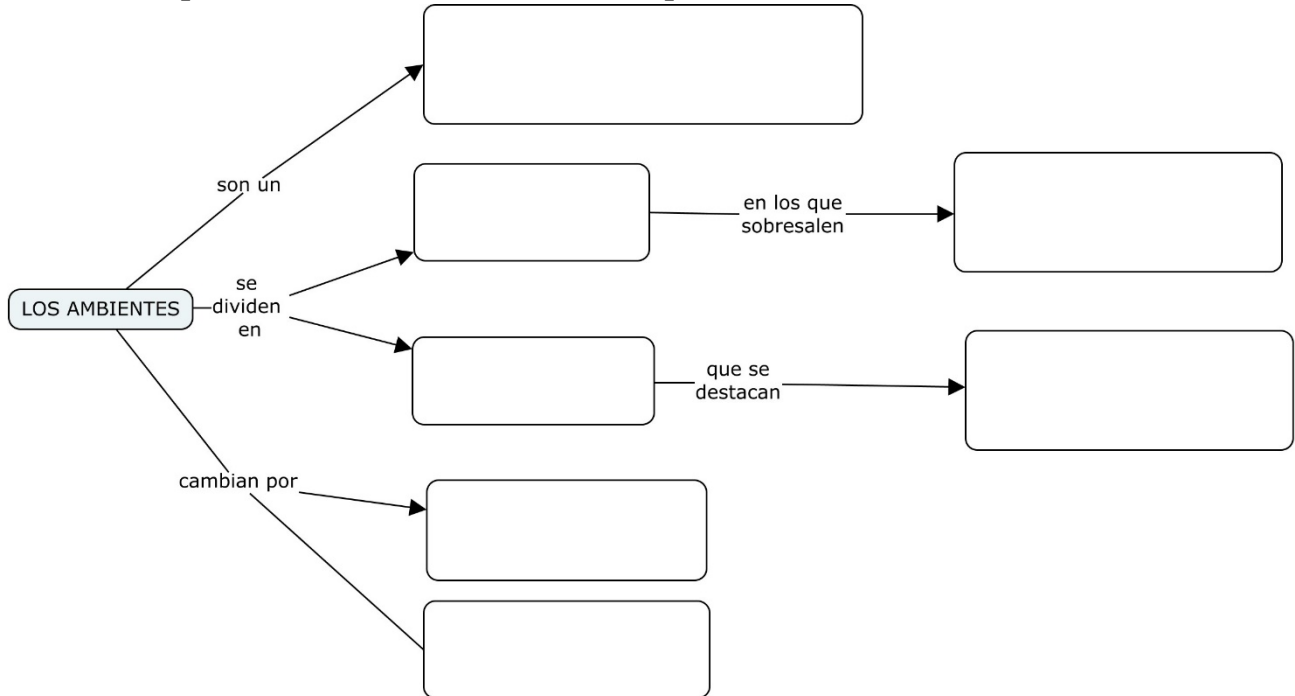 son un
en los que
sobresalen
se
dividen
en
LOS AMBIENTES
que se
destacan
cambian por